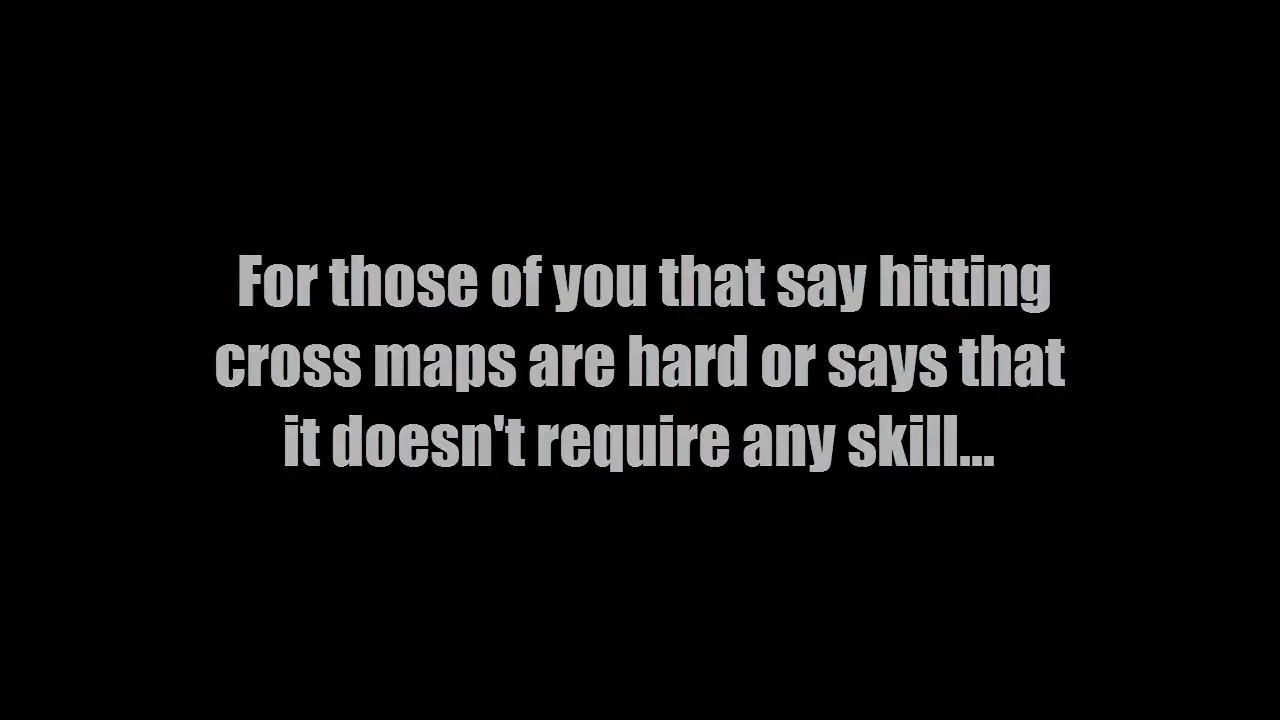 For those of you that say hitting
cross maps are hard or says that
it doesn't require any skill...